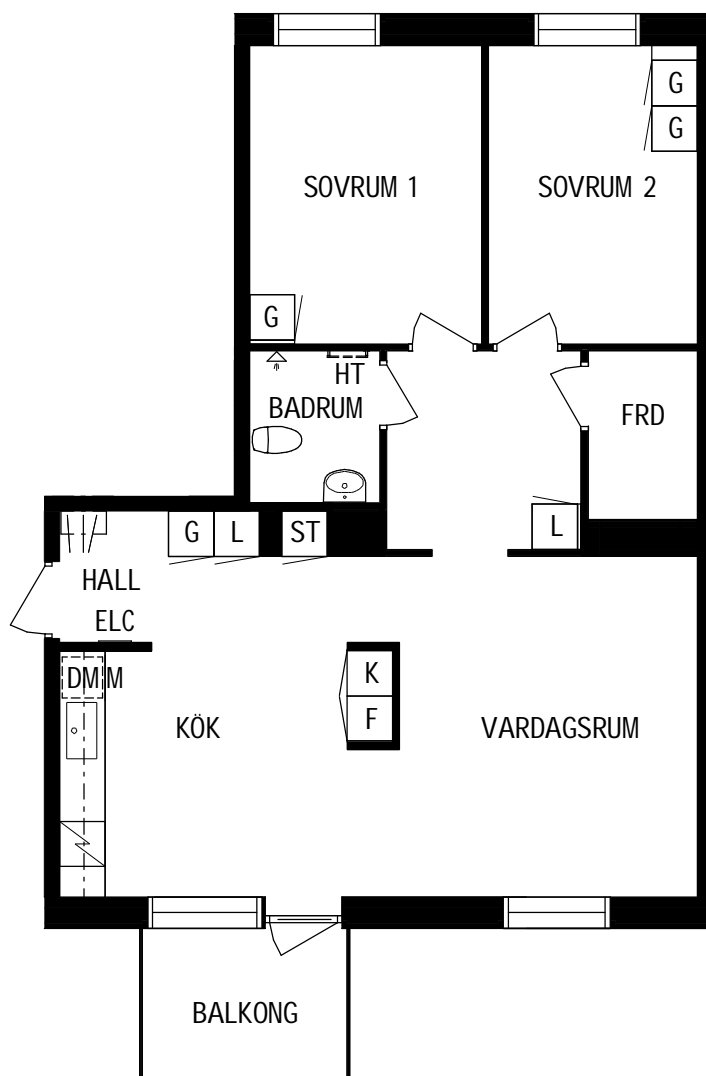 G
G
SOVRUM 1
SOVRUM 2
G
HT
BADRUM
FRD
G
L
ST
L
HALL
ELC
DM M
K
F
KÖK
VARDAGSRUM
BALKONG